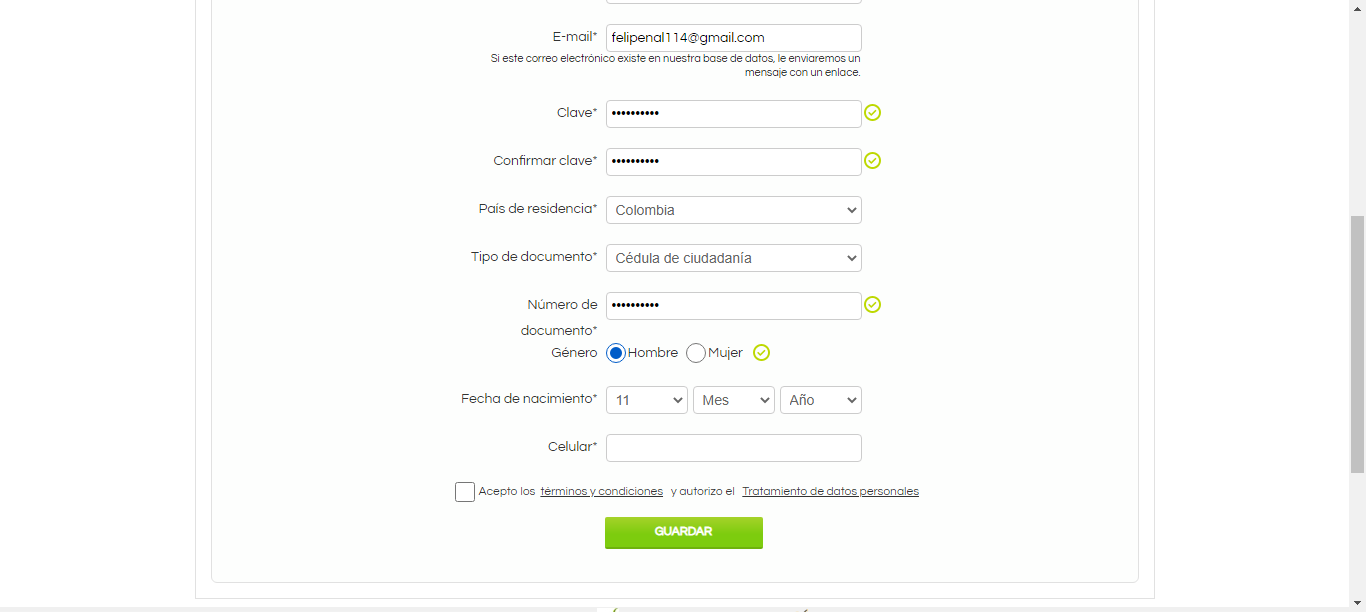 E-mail* felipenal114@gmail.com
Si este correo electrónico existe en nuestra base de datos, le enviaremos un
mensaje con un enlace.
Clave* ••••••••••
Confirmar clave* ••••••••••
País de residencia* Colombia
Tipo de documento* Cédula de ciudadanía
Número de ••••••••••
documento*
Género Hombre Mujer
Fecha de nacimiento* 11 Mes Año
Celular*
Acepto los términos y condiciones y autorizo el Tratamiento de datos personales
GUARDAR